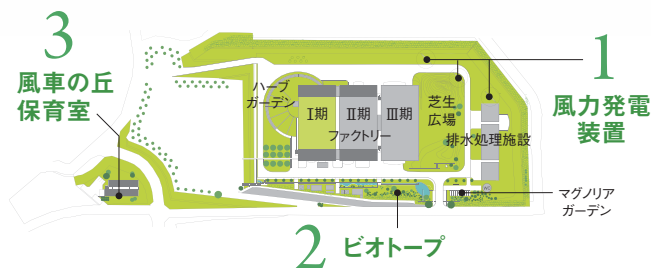 3
風車の丘
保育室
ハーブ
ガーデン
Ⅰ期
Ⅱ期
Ⅲ期
ファクトリー
芝生
広場
排水処理施設
1
風力発電
装置
マグノリア
ガーデン
2
ビオトープ